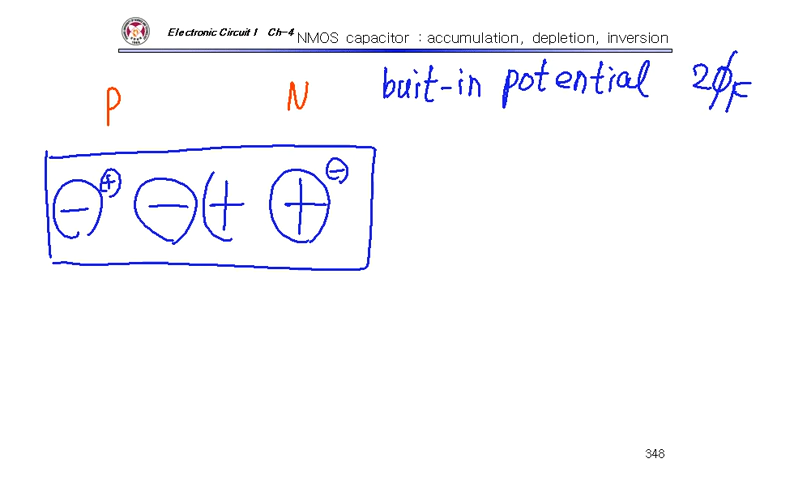 Electronic Circuit 1 Ch-4 NMOS capacitor : accumulation, depletion, inversion
P N buit-in potential 2φF
− + − + + −
348